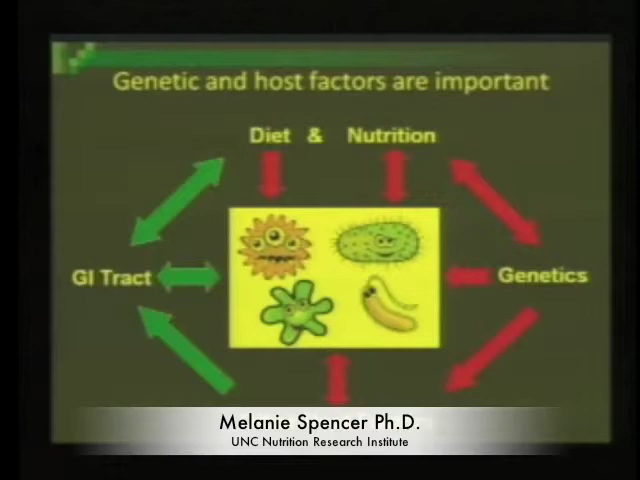 Genetic and host factors are important
Diet & Nutrition
GI Tract
Genetics
Melanie Spencer Ph.D.
UNC Nutrition Research Institute